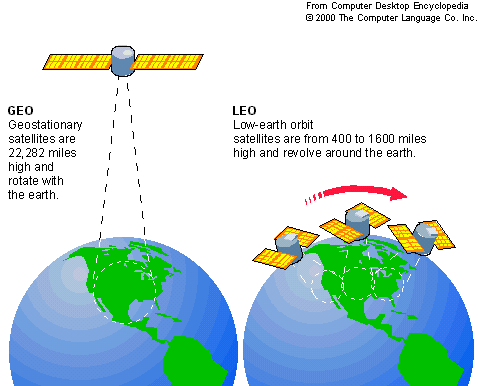 From Computer Desktop Encyclopedia
© 2000 The Computer Language Co. Inc.
GEO
Geostationary
satellites are
22,282 miles
high and
rotate with
the earth.
LEO
Low-earth orbit
satellites are from 400 to 1600 miles
high and revolve around the earth.